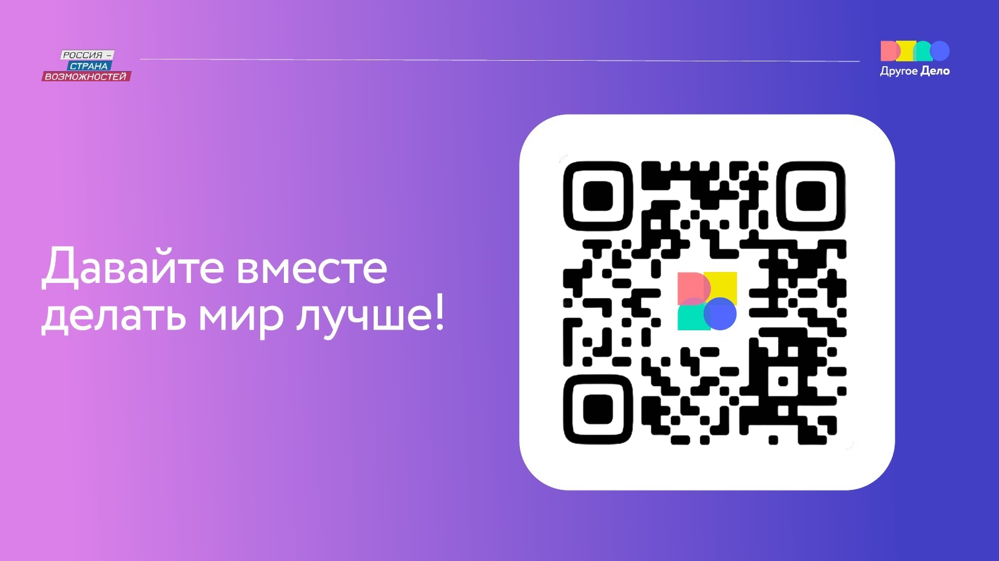 РОССИЯ –
СТРАНА
ВОЗМОЖНОСТЕЙ
Другое Дело
Давайте вместе
делать мир лучше!